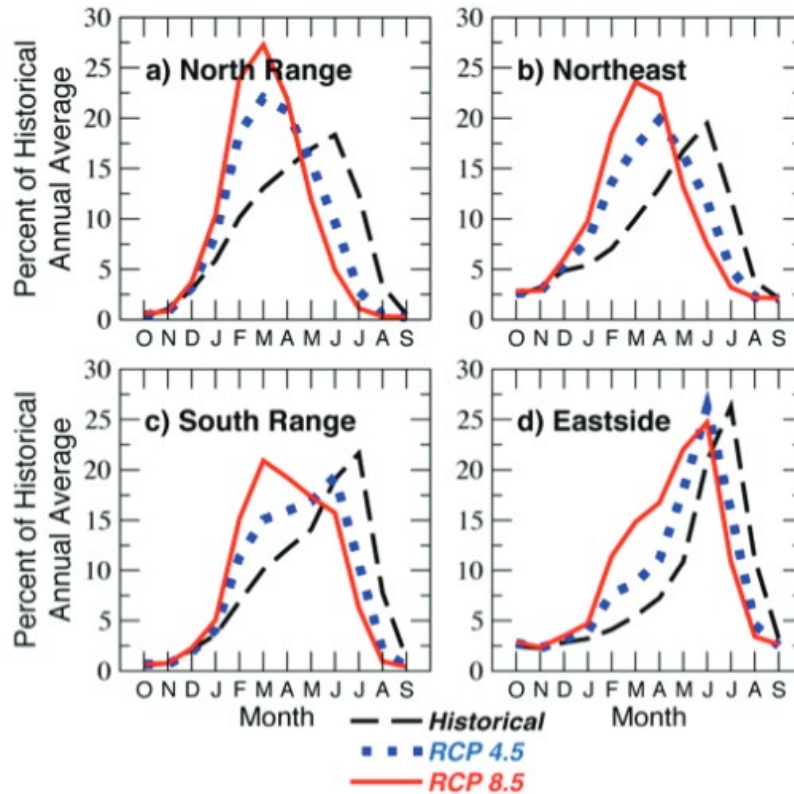 30
25
20
15
10
5
0
Percent of Historical
Annual Average
a) North Range
O N D J F M A M J J A S
30
25
20
15
10
5
0
b) Northeast
O N D J F M A M J J A S
30
25
20
15
10
5
0
Percent of Historical
Annual Average
c) South Range
O N D J F M A M J J A S
Month
30
25
20
15
10
5
0
d) Eastside
O N D J F M A M J J A S
Month
Historical
RCP 4.5
RCP 8.5